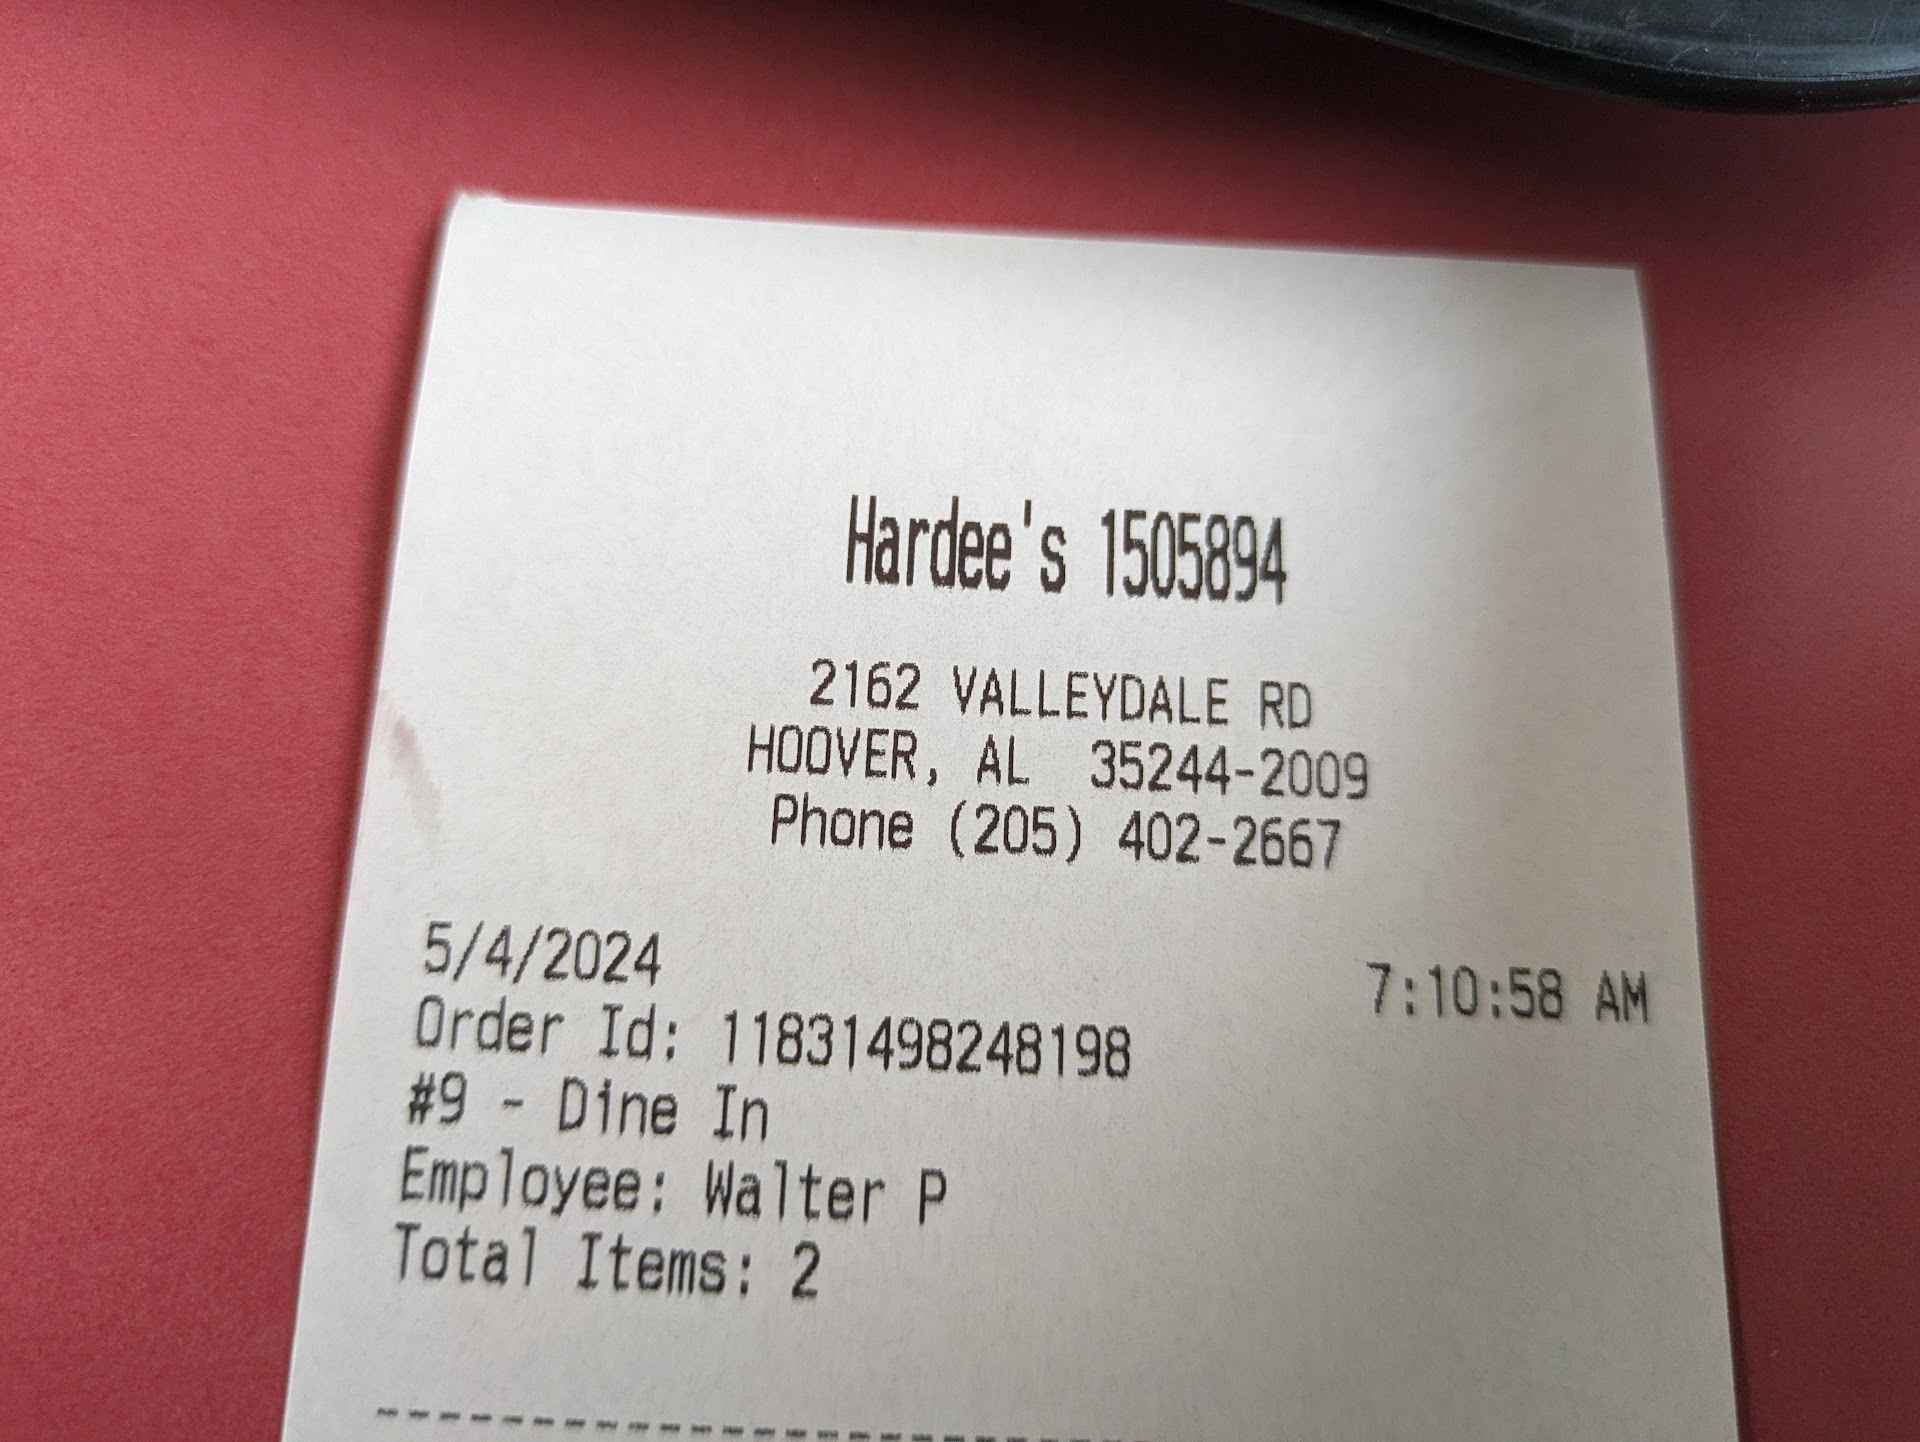 Hardee's 1505894
2162 VALLEYDALE RD
HOOVER, AL 35244-2009
Phone (205) 402-2667
5/4/2024 7:10:58 AM
Order Id: 11831498248198
#9 - Dine In
Employee: Walter P
Total Items: 2